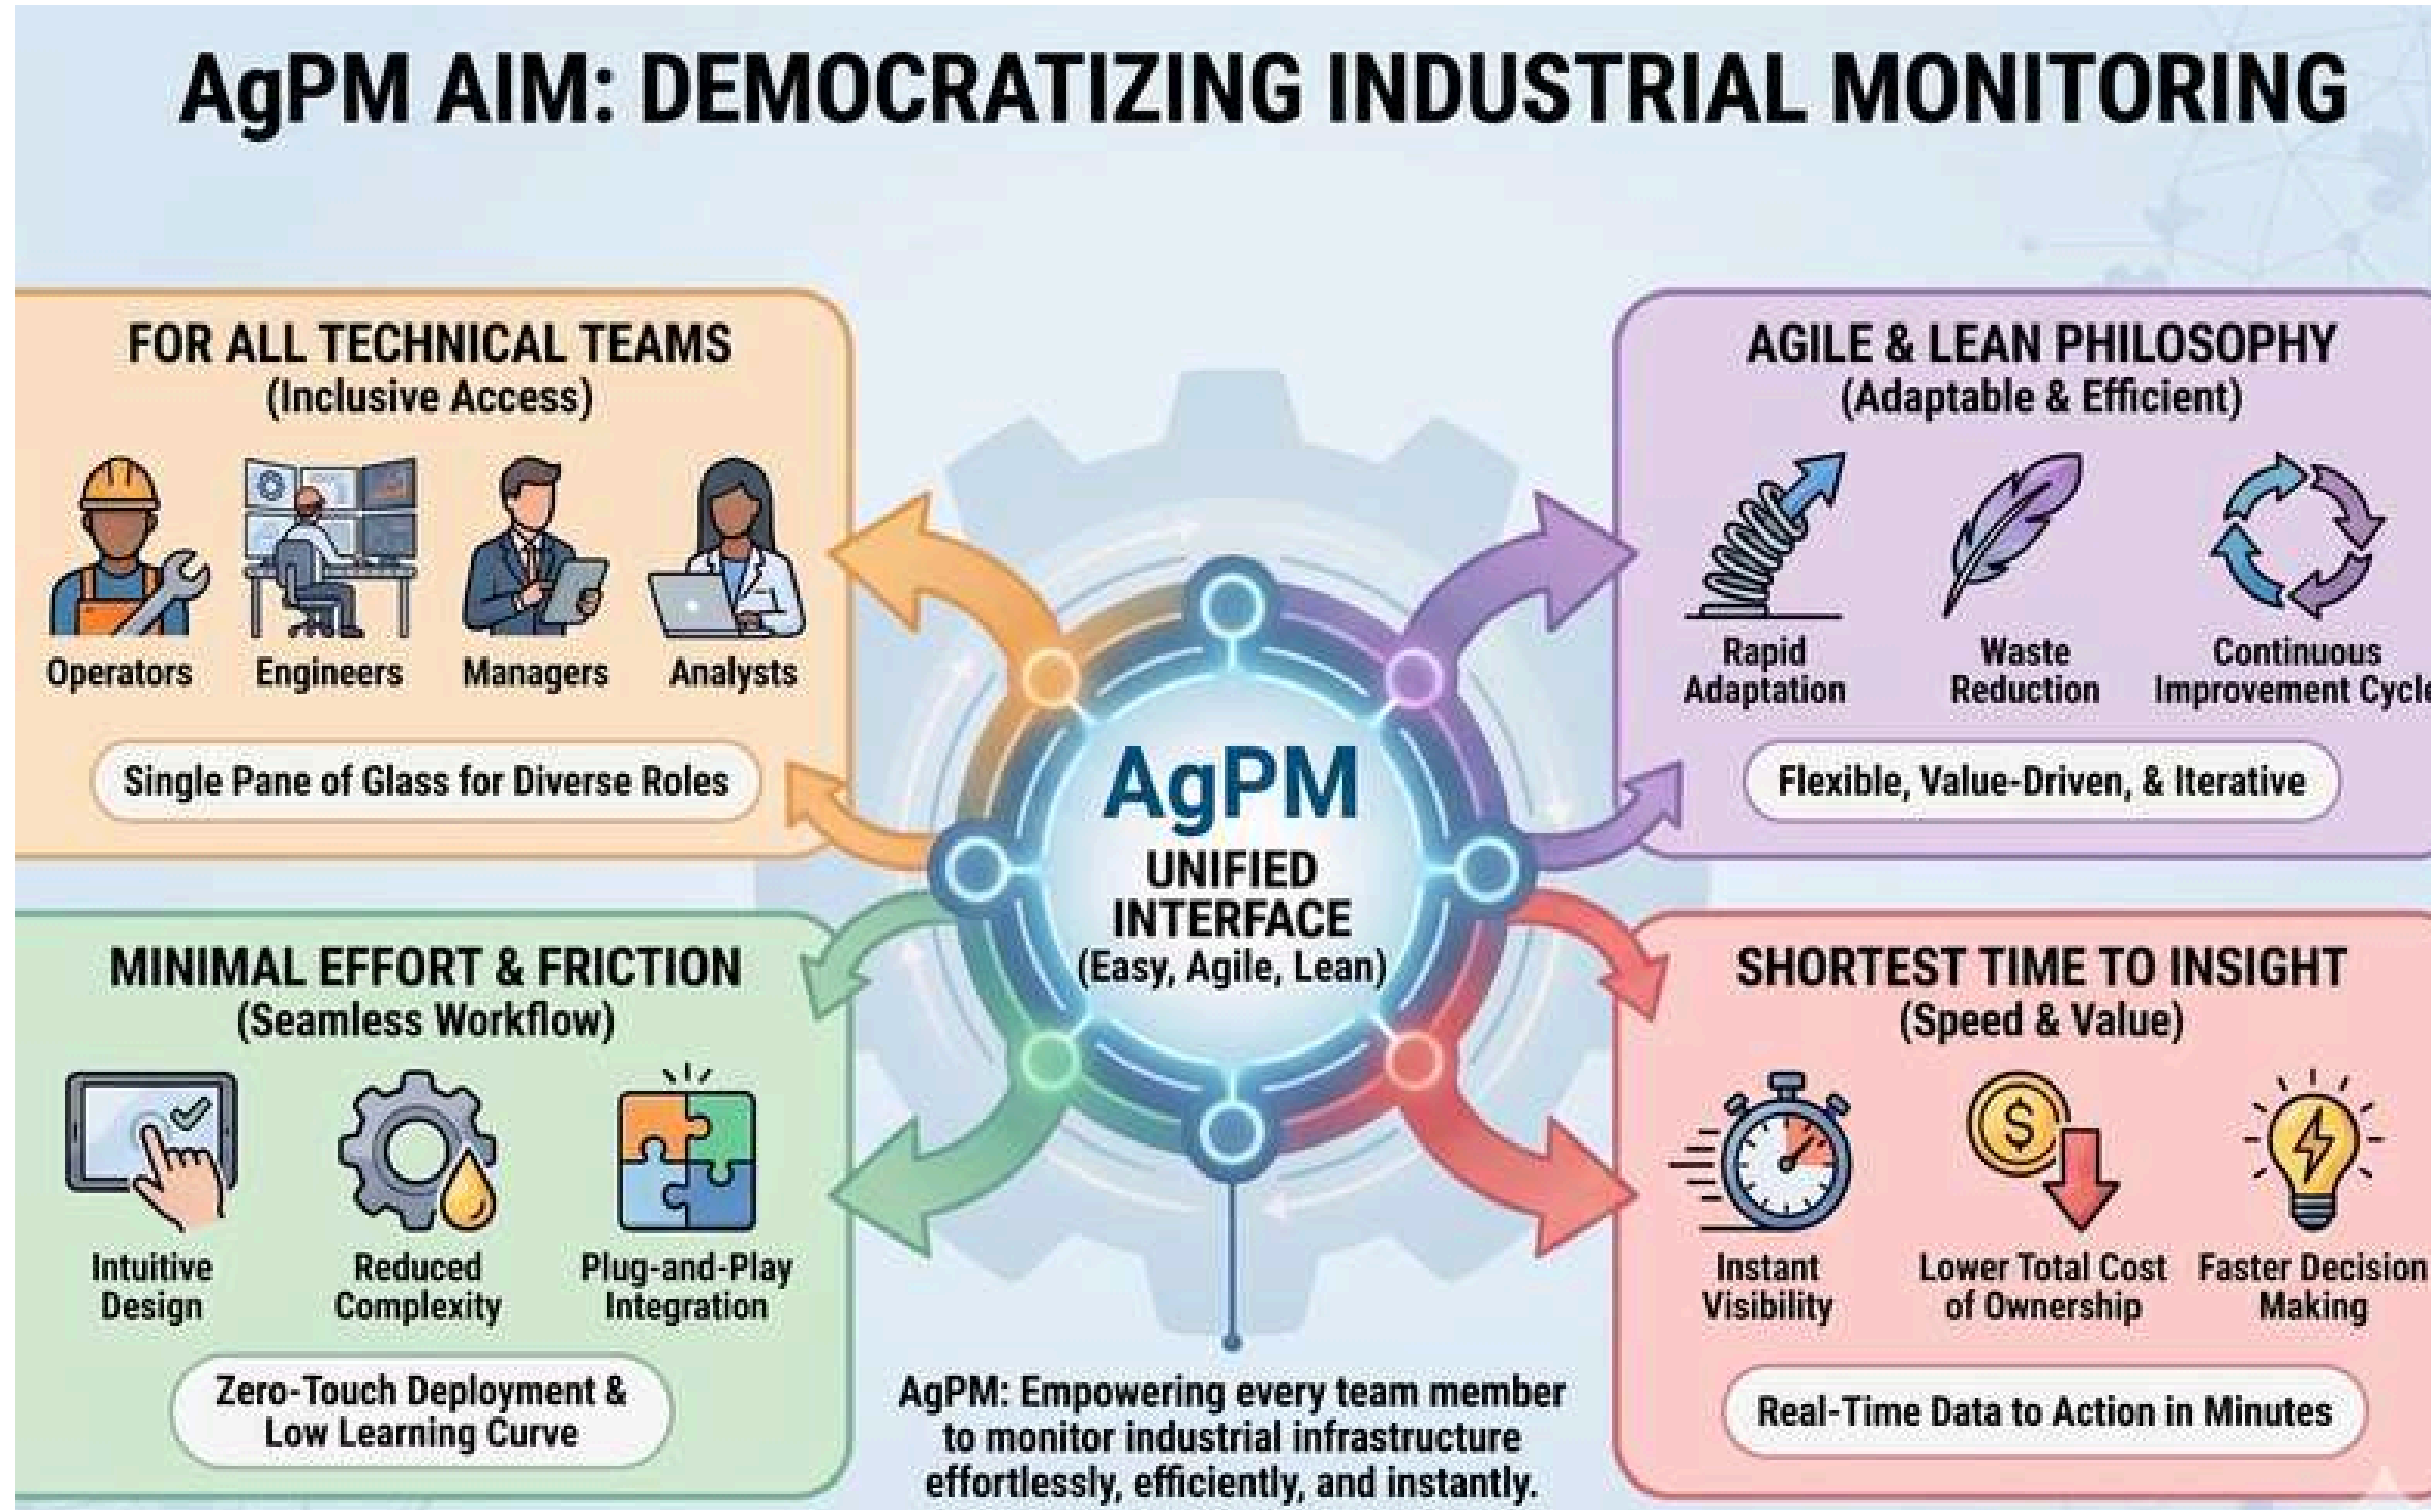 AgPM AIM: DEMOCRATIZING INDUSTRIAL MONITORING
FOR ALL TECHNICAL TEAMS
(Inclusive Access)
Operators
Engineers
Managers
Analysts
Single Pane of Glass for Diverse Roles
AGILE & LEAN PHILOSOPHY
(Adaptable & Efficient)
Rapid
Adaptation
Waste
Reduction
Continuous
Improvement Cycle
Flexible, Value-Driven, & Iterative
AgPM
UNIFIED
INTERFACE
(Easy, Agile, Lean)
MINIMAL EFFORT & FRICTION
(Seamless Workflow)
Intuitive
Design
Reduced
Complexity
Plug-and-Play
Integration
Zero-Touch Deployment &
Low Learning Curve
SHORTEST TIME TO INSIGHT
(Speed & Value)
Instant
Visibility
Lower Total Cost
of Ownership
Faster Decision
Making
Real-Time Data to Action in Minutes
AgPM: Empowering every team member
to monitor industrial infrastructure
effortlessly, efficiently, and instantly.